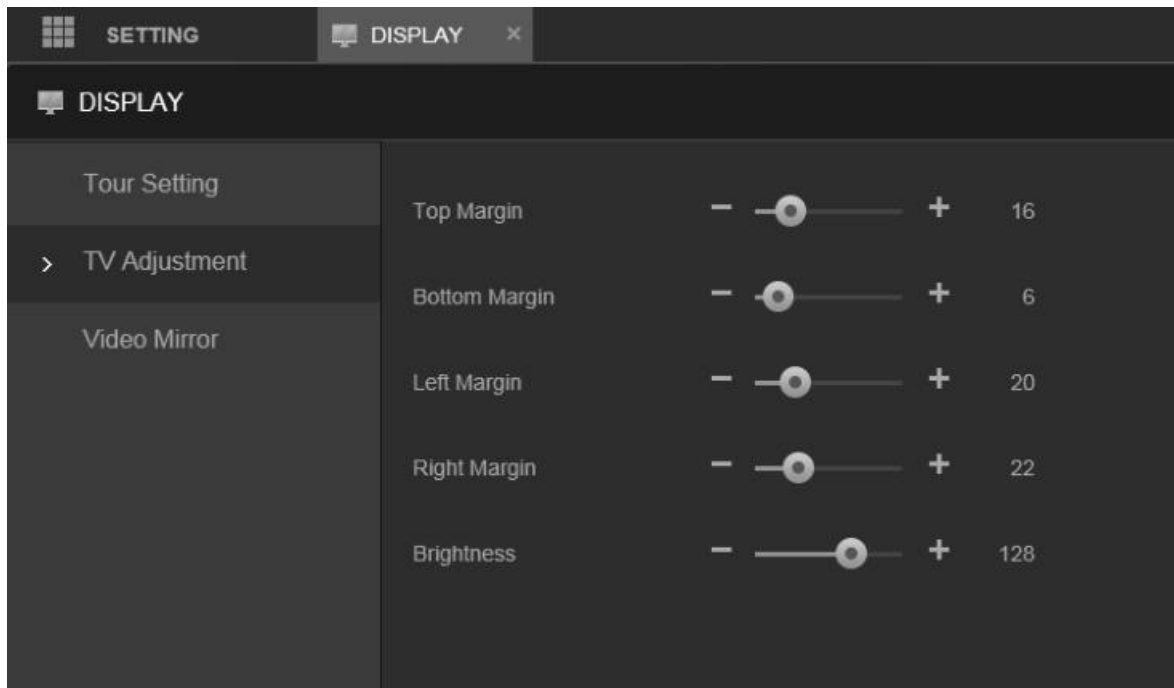 SETTING
DISPLAY ×
DISPLAY
Tour Setting
Top Margin − + 16
> TV Adjustment
Bottom Margin − + 6
Video Mirror
Left Margin − + 20
Right Margin − + 22
Brightness − + 128